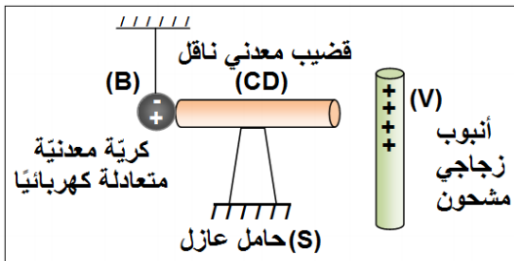 قضيب معدني ناقل
(CD)
(B)
-
+
كريّة معدنيّة
متعادلة كهربائيًا
(S) حامل عازل
+
+
+
+
(V)
أنبوب
زجاجي
مشحون